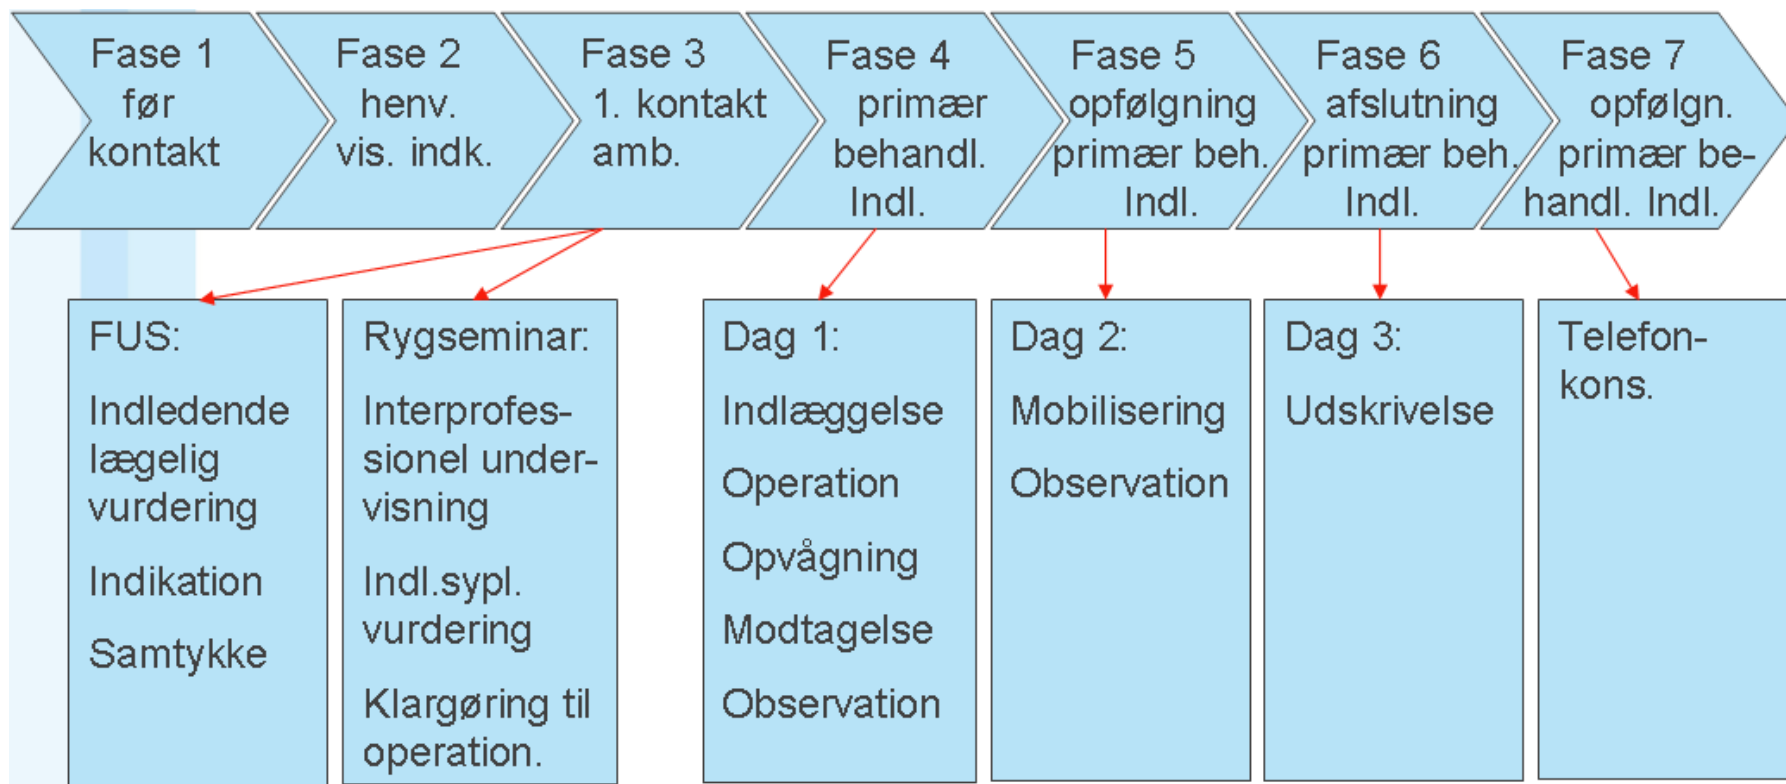 Fase 1
før
kontakt
Fase 2
henv.
vis. indk.
Fase 3
1. kontakt
amb.
Fase 4
primær
behandl.
Indl.
Fase 5
opfølgning
primær beh.
Indl.
Fase 6
afslutning
primær beh.
Indl.
Fase 7
opfølgn.
primær be-
handl. Indl.
FUS:
Indledende
lægelig
vurdering
Indikation
Samtykke
Rygseminar:
Interprofes-
sionel under-
visning
Indl.sypl.
vurdering
Klargøring til
operation.
Dag 1:
Indlæggelse
Operation
Opvågning
Modtagelse
Observation
Dag 2:
Mobilisering
Observation
Dag 3:
Udskrivelse
Telefon-
kons.